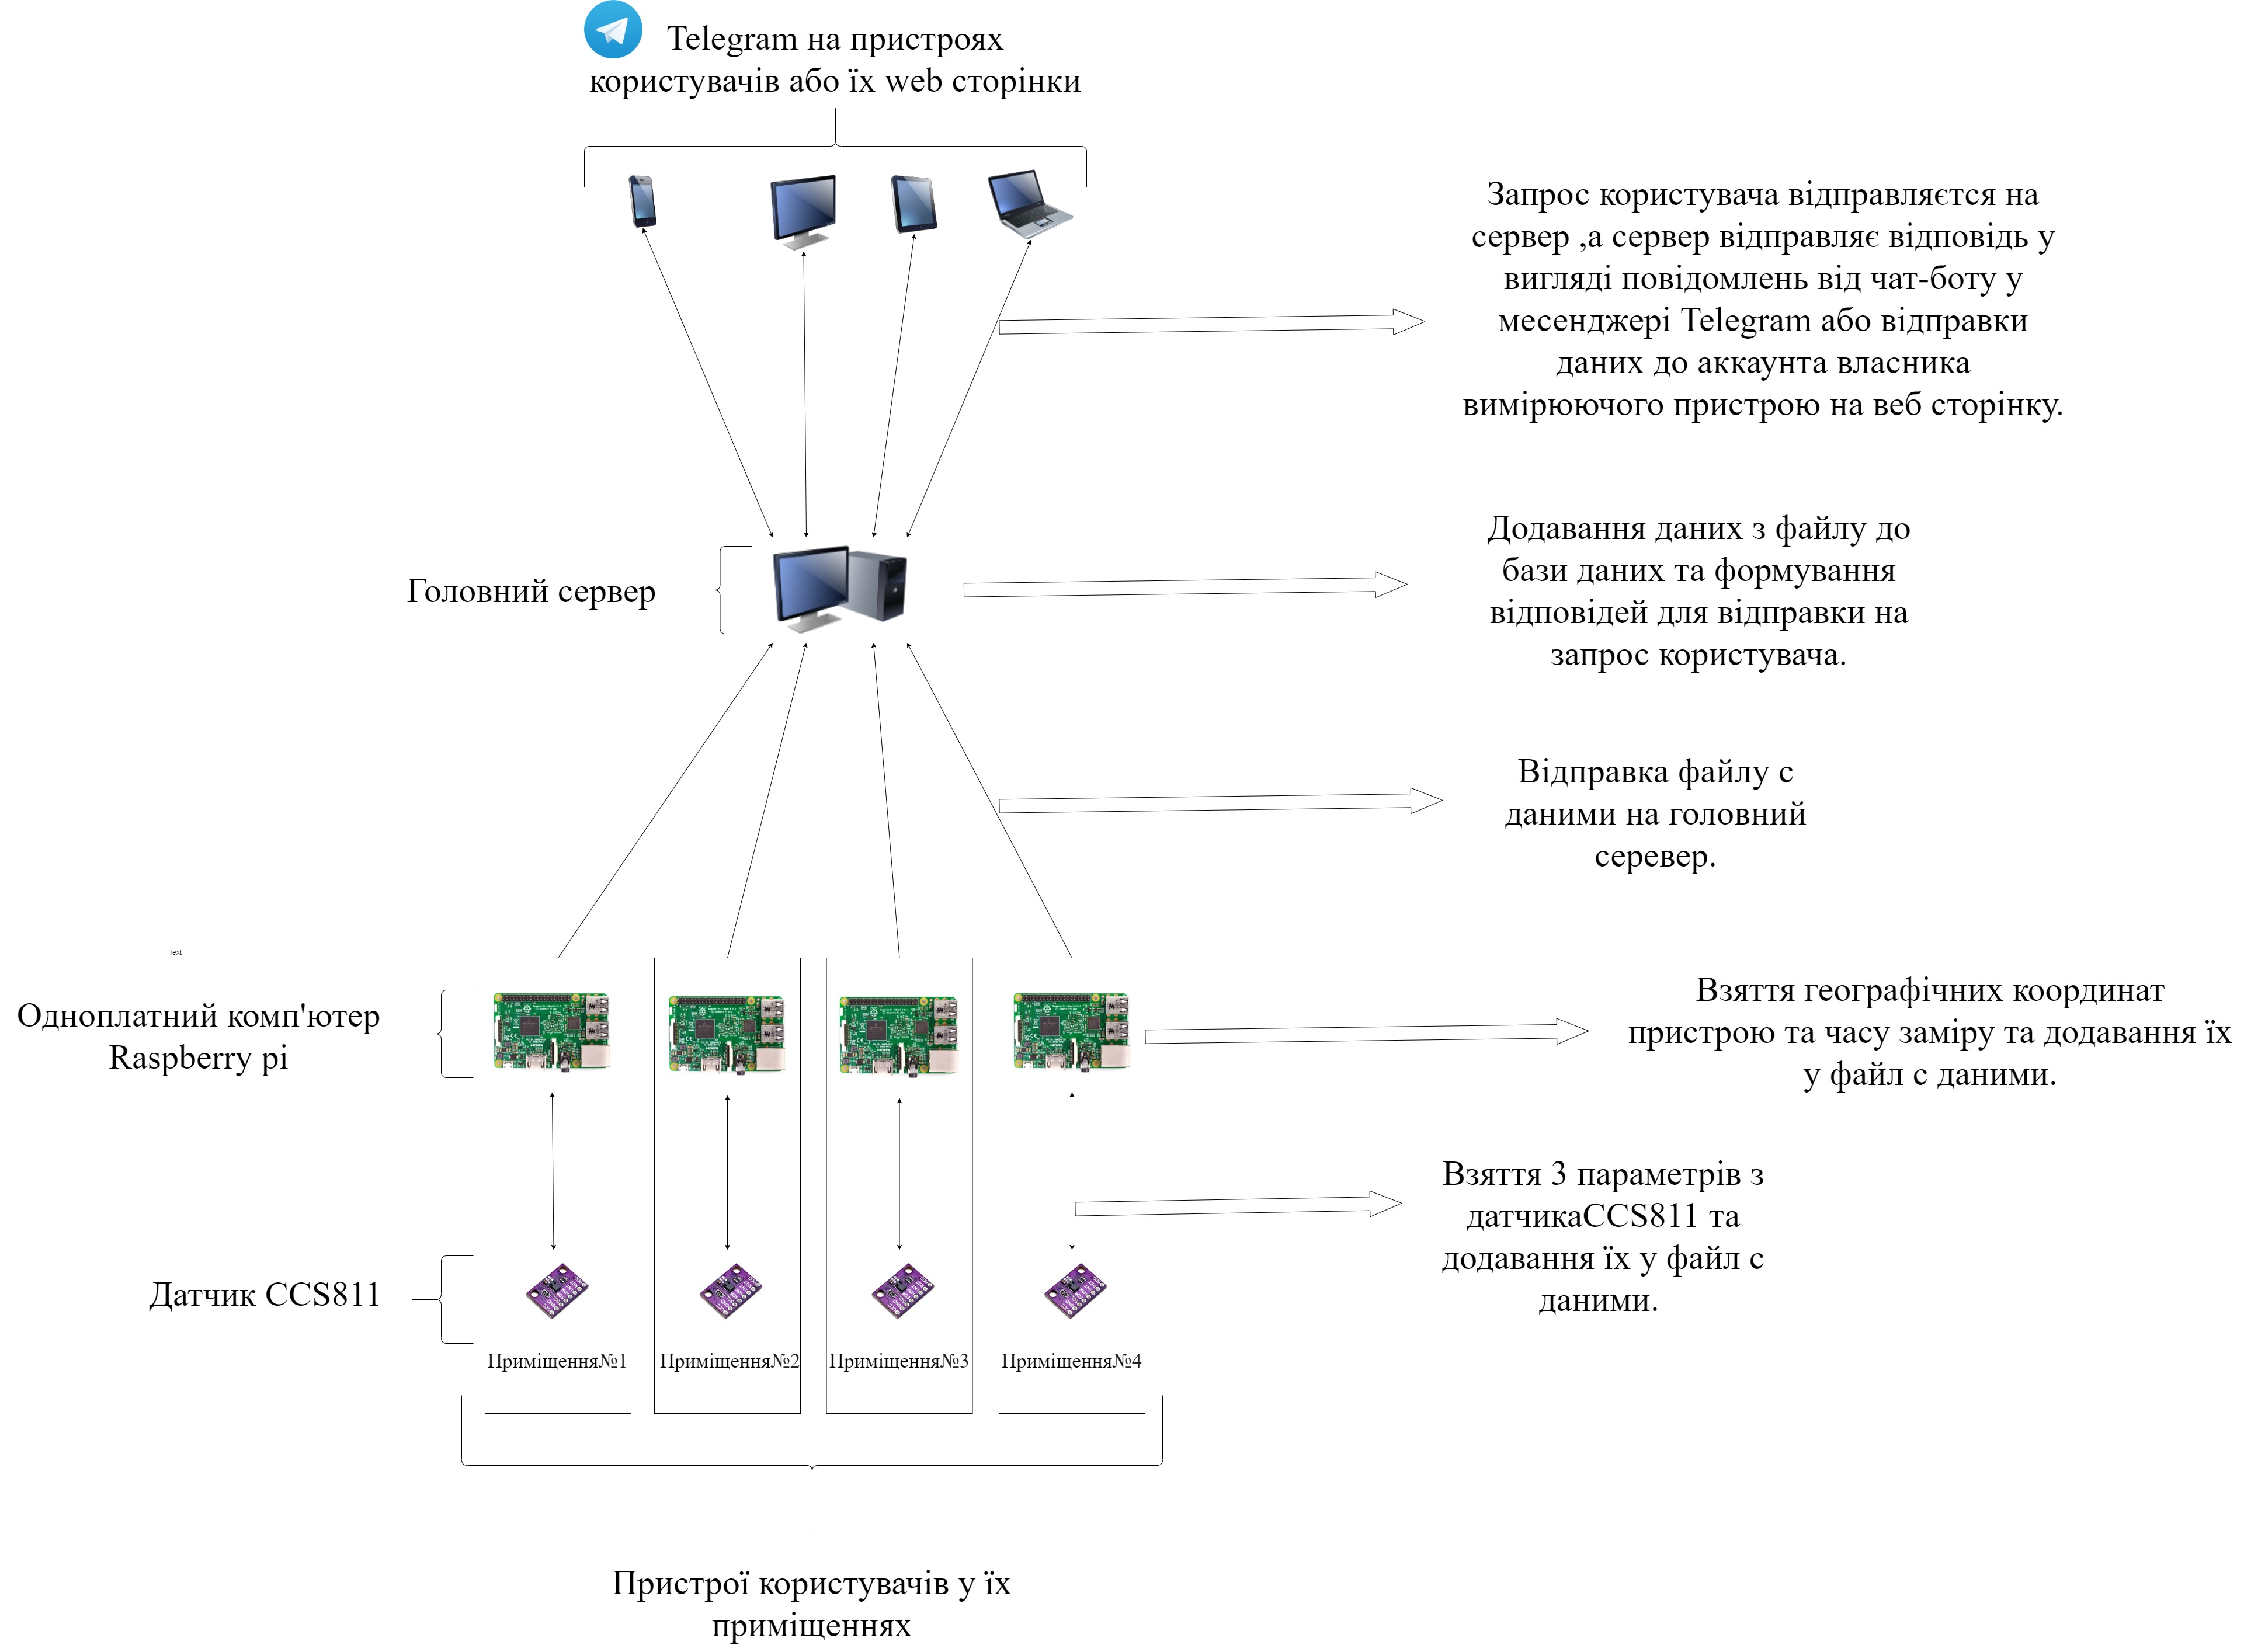 Telegram на пристроях
користувачів або їх web сторінки
Запрос користувача відправляєтся на
сервер ,а сервер відправляє відповідь у
вигляді повідомлень від чат-боту у
месенджері Telegram або відправки
даних до аккаунта власника
вимірюючого пристрою на веб сторінку.
Головний сервер
Додавання даних з файлу до
бази даних та формування
відповідей для відправки на
запрос користувача.
Відправка файлу с
даними на головний
серевер.
Text
Одноплатний комп'ютер
Raspberry pi
Взяття географічних координат
пристрою та часу заміру та додавання їх
у файл с даними.
Взяття 3 параметрів з
датчикаCCS811 та
додавання їх у файл с
даними.
Датчик CCS811
Приміщення№1
Приміщення№2
Приміщення№3
Приміщення№4
Пристрої користувачів у їх
приміщеннях